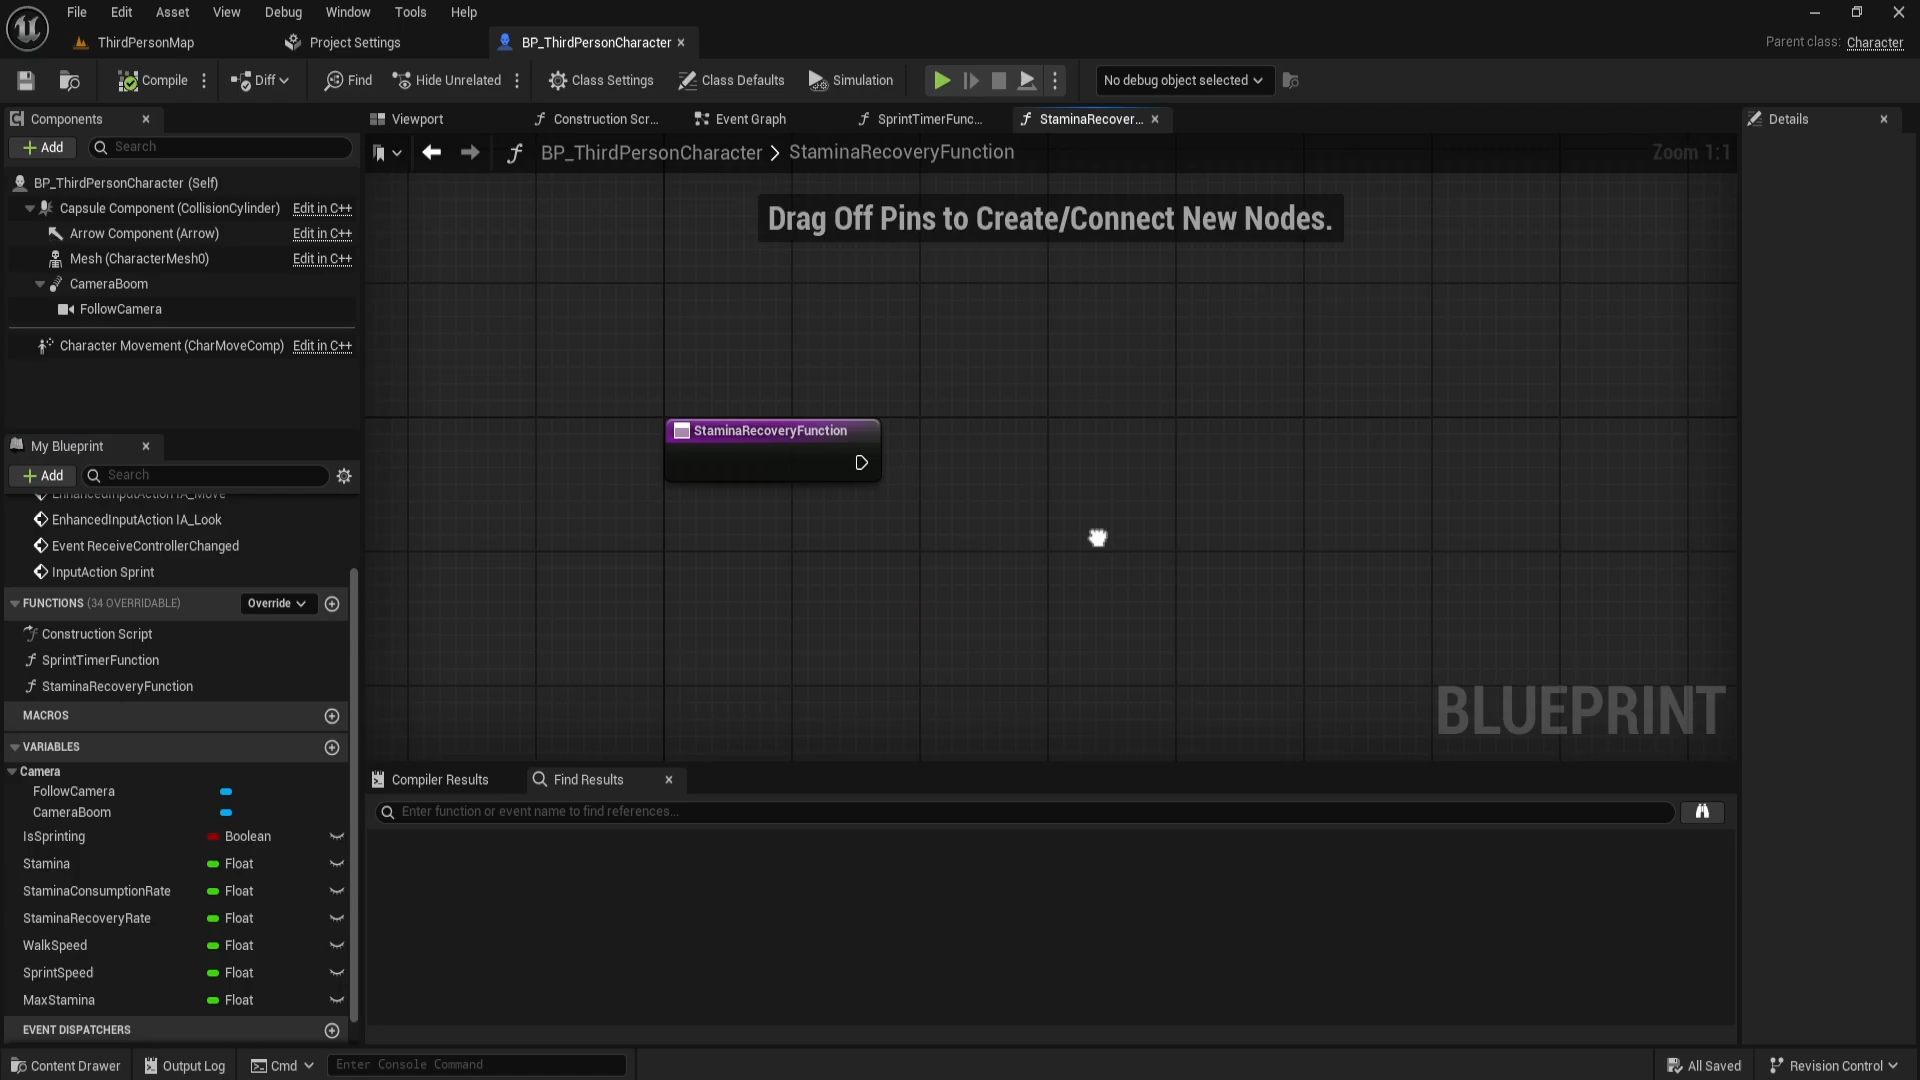 File Edit Asset View Debug Window Tools Help
ThirdPersonMap Project Settings BP_ThirdPersonCharacter
Parent class: Character
Compile Diff Find Hide Unrelated Class Settings Class Defaults Simulation No debug object selected
Components
Viewport Construction Scr... Event Graph SprintTimerFunc... StaminaRecover...
Details
Add Search
BP_ThirdPersonCharacter > StaminaRecoveryFunction
Zoom 1:1
BP_ThirdPersonCharacter (Self)
Capsule Component (CollisionCylinder) Edit in C++
Arrow Component (Arrow) Edit in C++
Mesh (CharacterMesh0) Edit in C++
CameraBoom
FollowCamera
Character Movement (CharMoveComp) Edit in C++
Drag Off Pins to Create/Connect New Nodes.
StaminaRecoveryFunction
BLUEPRINT
My Blueprint
Add Search
EnhancedInputAction IA_Move
EnhancedInputAction IA_Look
Event ReceiveControllerChanged
InputAction Sprint
FUNCTIONS (34 OVERRIDABLE) Override
Construction Script
SprintTimerFunction
StaminaRecoveryFunction
MACROS
VARIABLES
Camera
FollowCamera
CameraBoom
IsSprinting Boolean
Stamina Float
StaminaConsumptionRate Float
StaminaRecoveryRate Float
WalkSpeed Float
SprintSpeed Float
MaxStamina Float
EVENT DISPATCHERS
Compiler Results Find Results
Enter function or event name to find references...
Content Drawer Output Log Cmd Enter Console Command
All Saved Revision Control